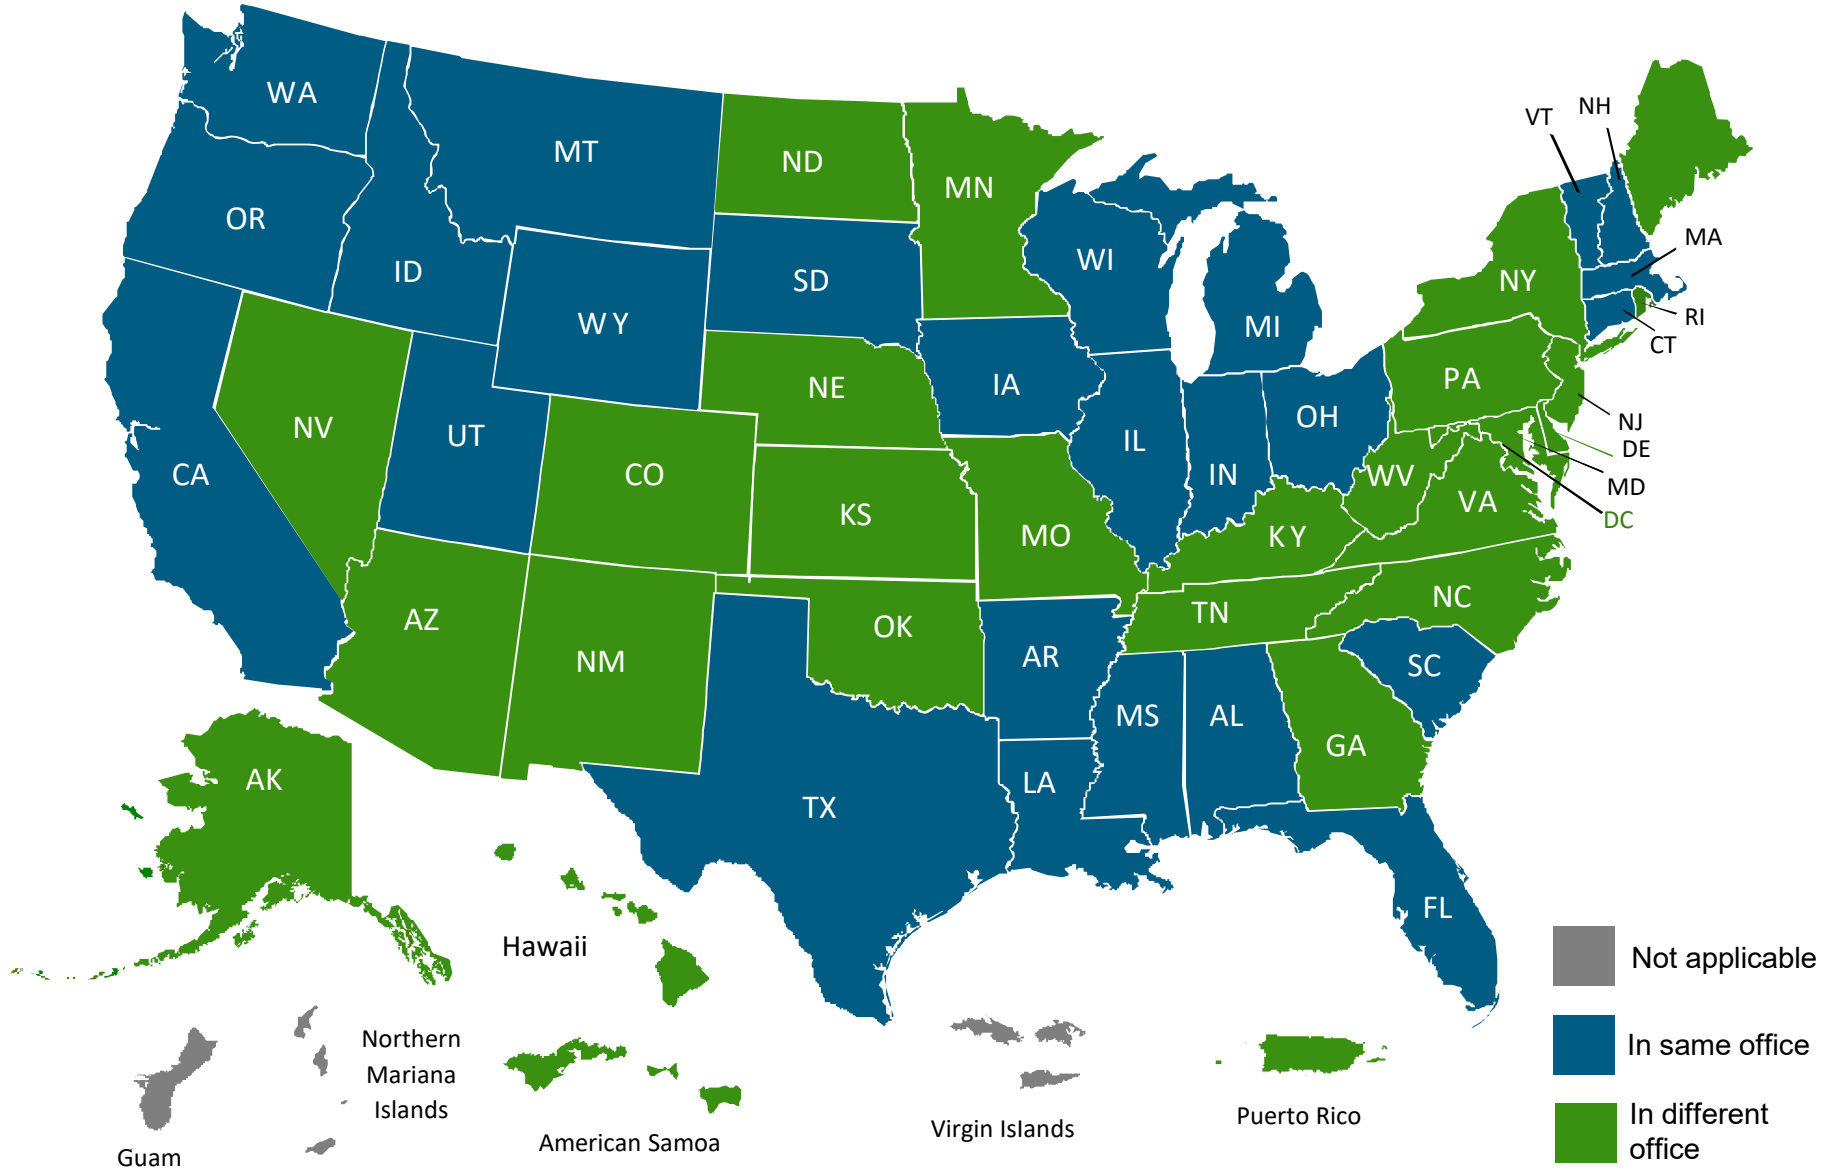 WA
MT
ND
MN
VT
NH
OR
ID
SD
WI
MA
WY
MI
NY
RI
CT
NE
IA
PA
NV
UT
IL
IN
OH
NJ
DE
CA
CO
KS
MO
WV
VA
MD
DC
KY
AZ
NM
OK
AR
TN
NC
SC
MS
AL
GA
AK
TX
LA
FL
Hawaii
Not applicable
In same office
In different
office
Northern
Mariana
Islands
Guam
American Samoa
Virgin Islands
Puerto Rico